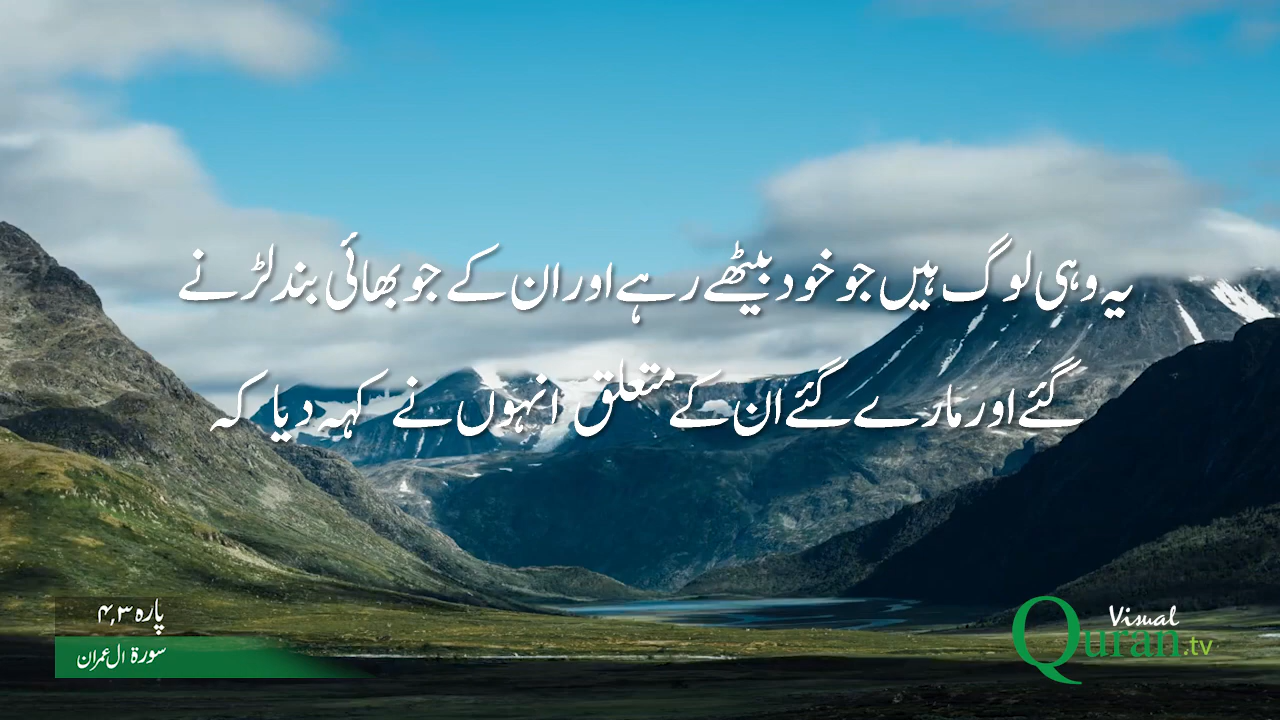 یہ وہی لوگ ہیں جو خود بیٹھے رہے اور ان کے جو بھائی بند لڑنے
گئے اور مارے گئے ان کے متعلق انہوں نے کہہ دیا کہ
پارہ ۴,۳
سورۃ ال عمران
Visual
Quran.tv